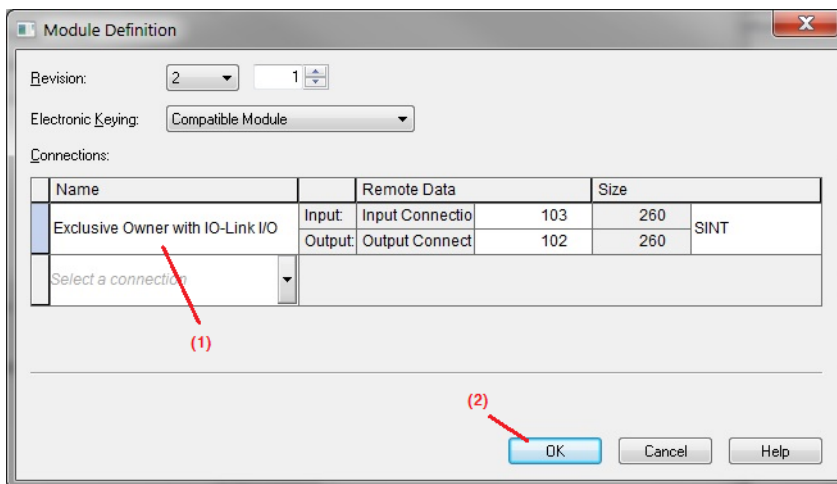 Module Definition
Revision: 2 1
Electronic Keying: Compatible Module
Connections:
Name Remote Data Size
Exclusive Owner with IO-Link I/O Input: Input Connectio 103 260 SINT
Output: Output Connect 102 260
Select a connection
(1)
(2)
OK Cancel Help